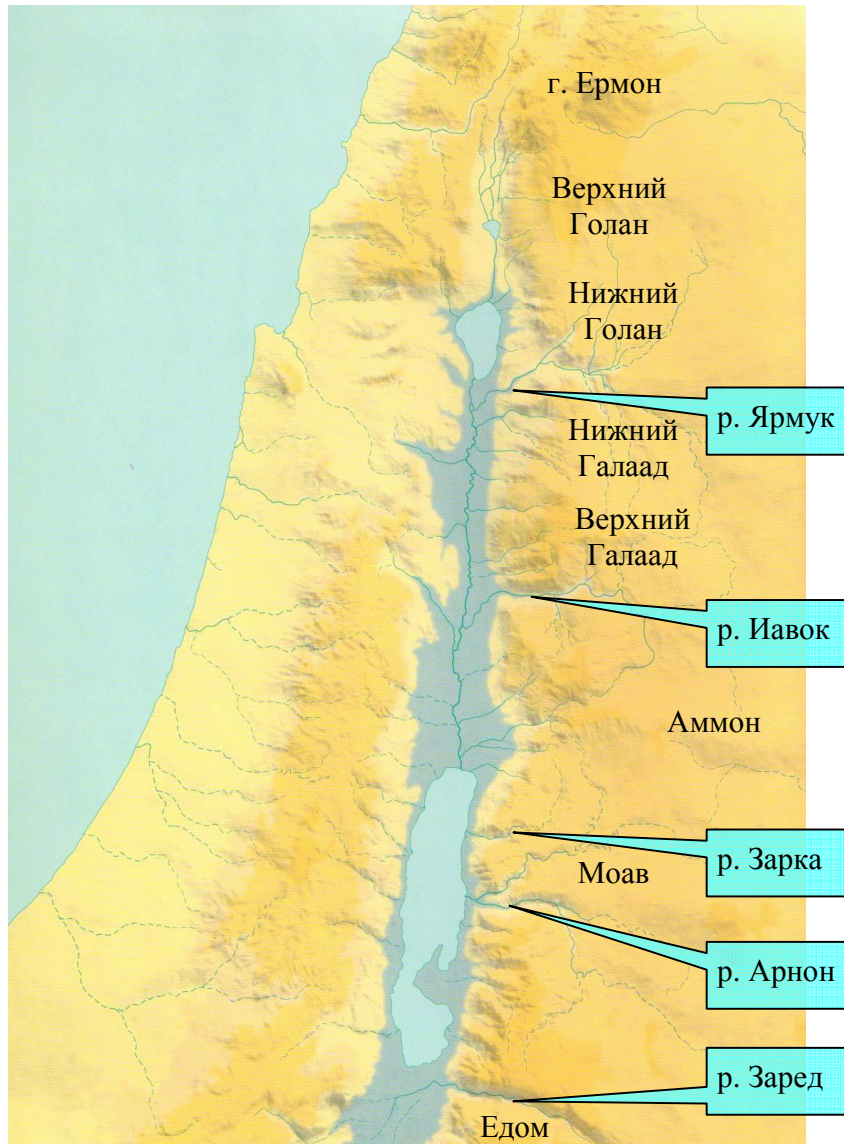 г. Ермон
Верхний
Голан
Нижний
Голан
р. Ярмук
Нижний
Галаад
Верхний
Галаад
р. Иавок
Аммон
р. Зарка
Моав
р. Арнон
р. Заред
Едом